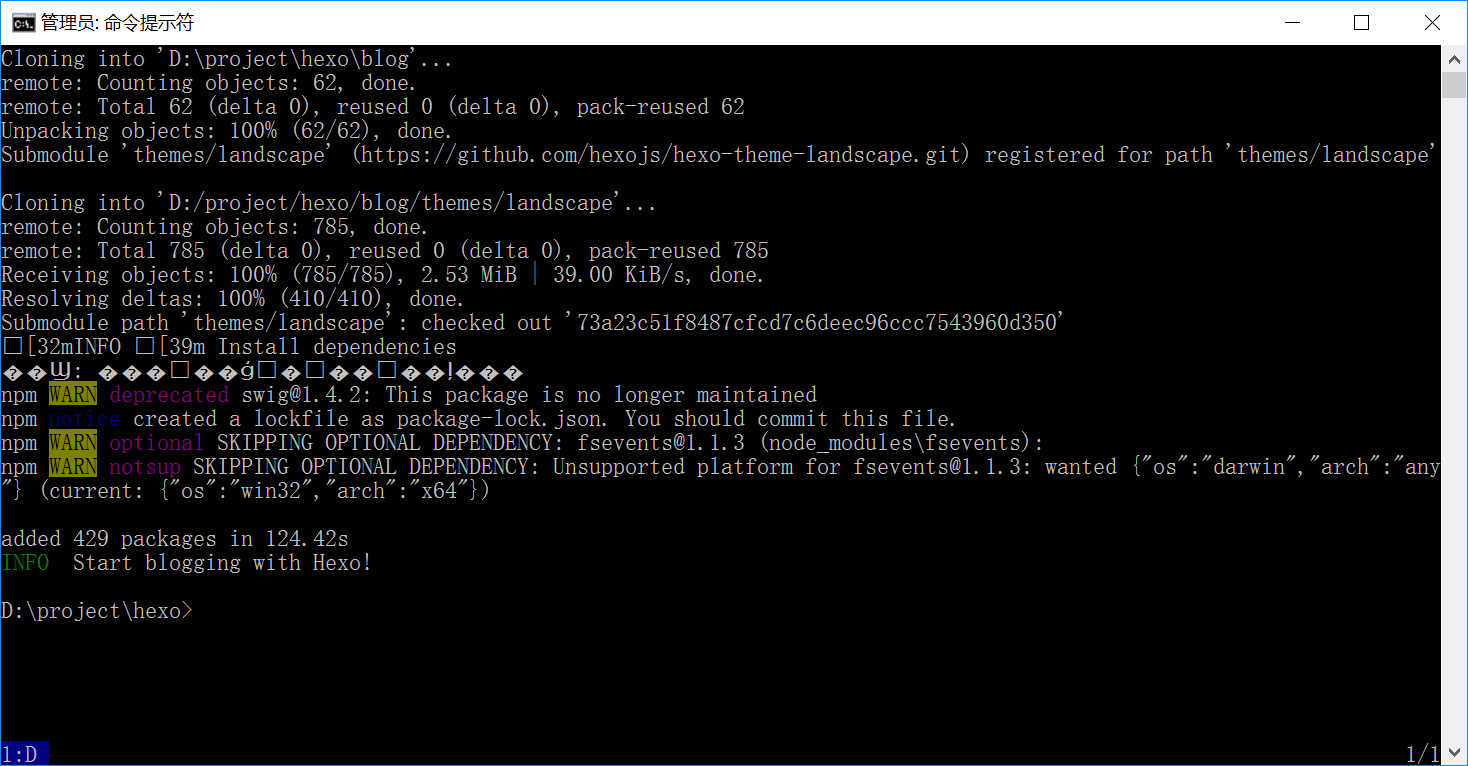 管理员: 命令提示符
Cloning into 'D:\project\hexo\blog'...
remote: Counting objects: 62, done.
remote: Total 62 (delta 0), reused 0 (delta 0), pack-reused 62
Unpacking objects: 100% (62/62), done.
Submodule 'themes/landscape' (https://github.com/hexojs/hexo-theme-landscape.git) registered for path 'themes/landscape'
Cloning into 'D:/project/hexo/blog/themes/landscape'...
remote: Counting objects: 785, done.
remote: Total 785 (delta 0), reused 0 (delta 0), pack-reused 785
Receiving objects: 100% (785/785), 2.53 MiB | 39.00 KiB/s, done.
Resolving deltas: 100% (410/410), done.
Submodule path 'themes/landscape': checked out '73a23c51f8487cfcd7c6deec96ccc7543960d350'
□[32mINFO □[39m Install dependencies
��Ϣ: ���□��ǵ□�□��□��ļ���
npm WARN deprecated swig@1.4.2: This package is no longer maintained
npm notice created a lockfile as package-lock.json. You should commit this file.
npm WARN optional SKIPPING OPTIONAL DEPENDENCY: fsevents@1.1.3 (node_modules\fsevents):
npm WARN notsup SKIPPING OPTIONAL DEPENDENCY: Unsupported platform for fsevents@1.1.3: wanted {"os":"darwin","arch":"any
"} (current: {"os":"win32","arch":"x64"})
added 429 packages in 124.42s
INFO  Start blogging with Hexo!
D:\project\hexo>
1:D 1/1